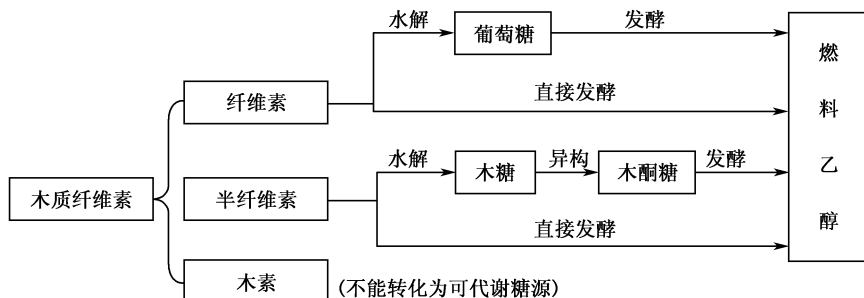 水解
葡萄糖
发酵
纤维素
直接发酵
木质纤维素
半纤维素
水解
木糖
异构
木酮糖
发酵
直接发酵
木素
(不能转化为可代谢糖源)
燃料乙醇